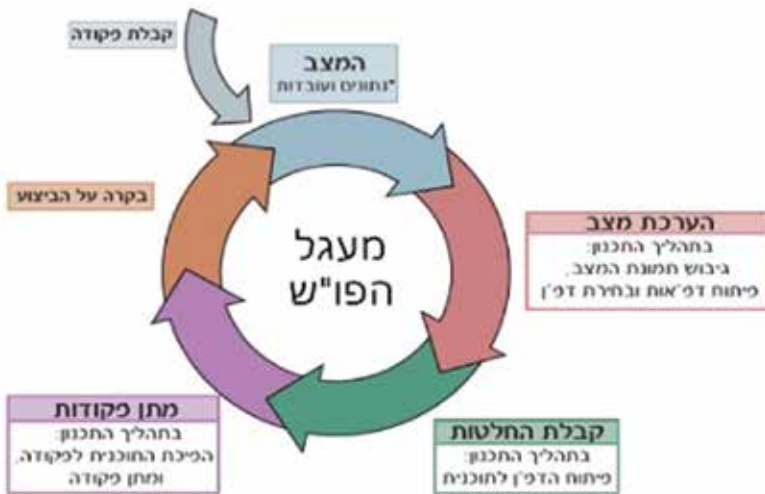 קבלת פקודה
המצב
*נתונים ועובדות
בקרה על הביצוע
מעגל
הפו"ש
הערכת מצב
בתהליך התכנון:
גיבוש תמונת המצב,
פיתוח דפ"אות ובחירת דפ"ן
מתן פקודות
בתהליך התכנון:
הפיכת התוכנית לפקודה,
ומתן פקודה
קבלת החלטות
בתהליך התכנון:
פיתוח הדפ"ן לתוכנית